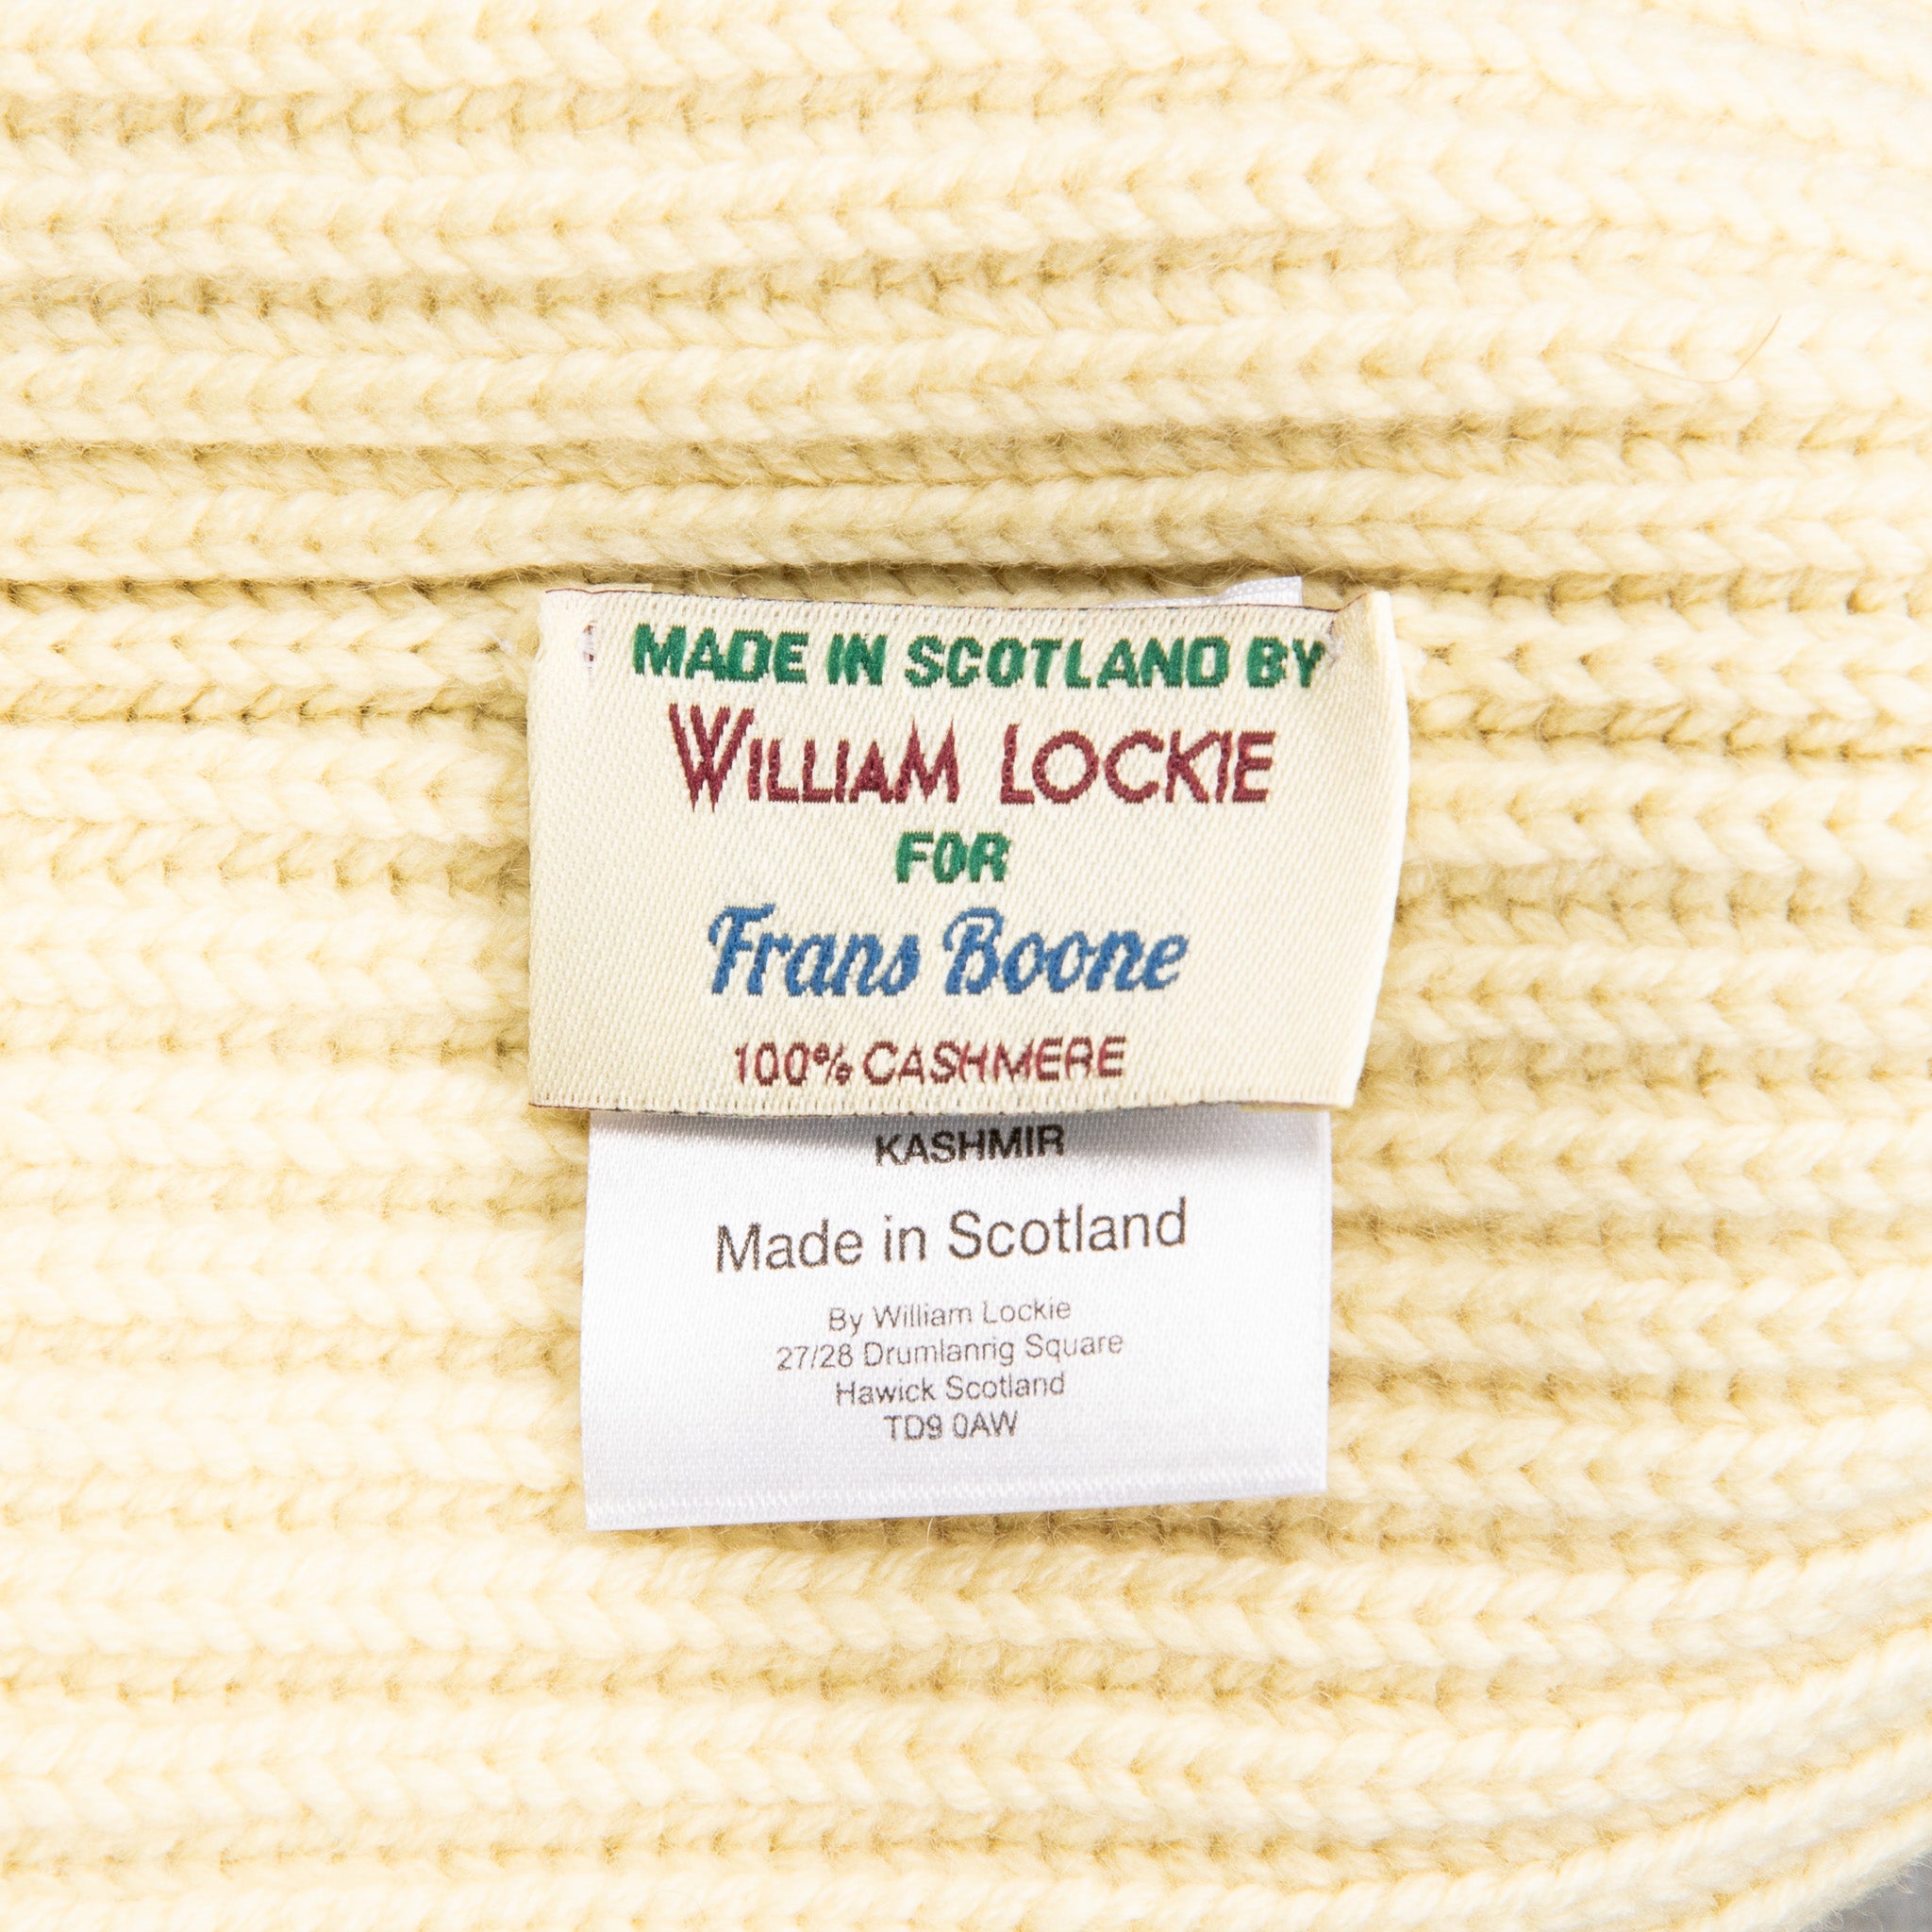 MADE IN SCOTLAND BY
WILLIAM LOCKIE
FOR
Frans Boone
100% CASHMERE
KASHMIR
Made in Scotland
By William Lockie
27/28 Drumlanrig Square
Hawick Scotland
TD9 0AW